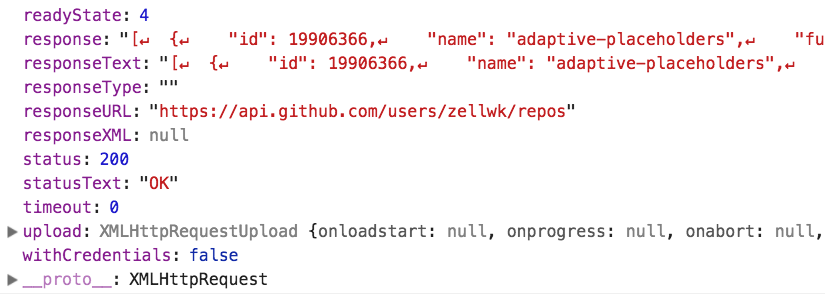 readyState: 4
response: "[↵  {↵    "id": 19906366,↵    "name": "adaptive-placeholders",↵    "fu
responseText: "[↵  {↵    "id": 19906366,↵    "name": "adaptive-placeholders",↵
responseType: ""
responseURL: "https://api.github.com/users/zellwk/repos"
responseXML: null
status: 200
statusText: "OK"
timeout: 0
▶ upload: XMLHttpRequestUpload {onloadstart: null, onprogress: null, onabort: null,
withCredentials: false
▶ __proto__: XMLHttpRequest